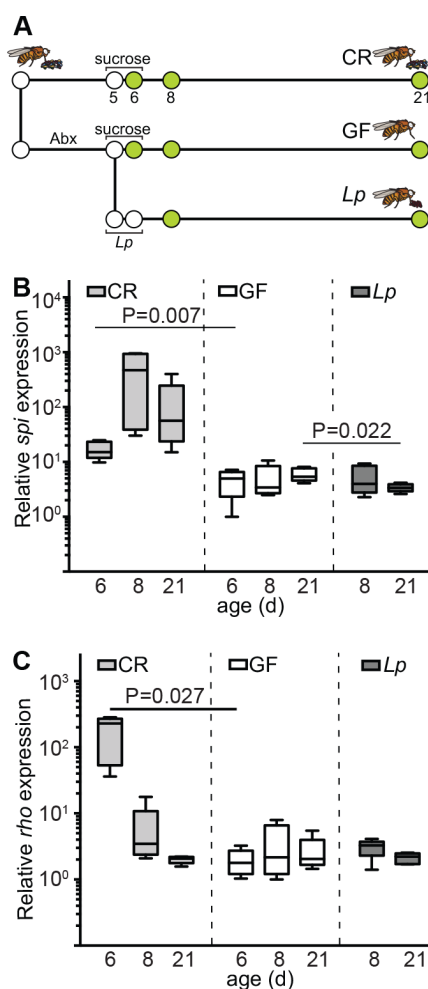 A
sucrose
CR
5 6 8 21
Abx sucrose GF
Lp
Lp
B
CR GF Lp
10^4
P=0.007
10^3
10^2
P=0.022
10^1
10^0
Relative spi expression
6 8 21 6 8 21 8 21
age (d)
C
CR GF Lp
10^3
P=0.027
10^2
10^1
10^0
Relative rho expression
6 8 21 6 8 21 8 21
age (d)